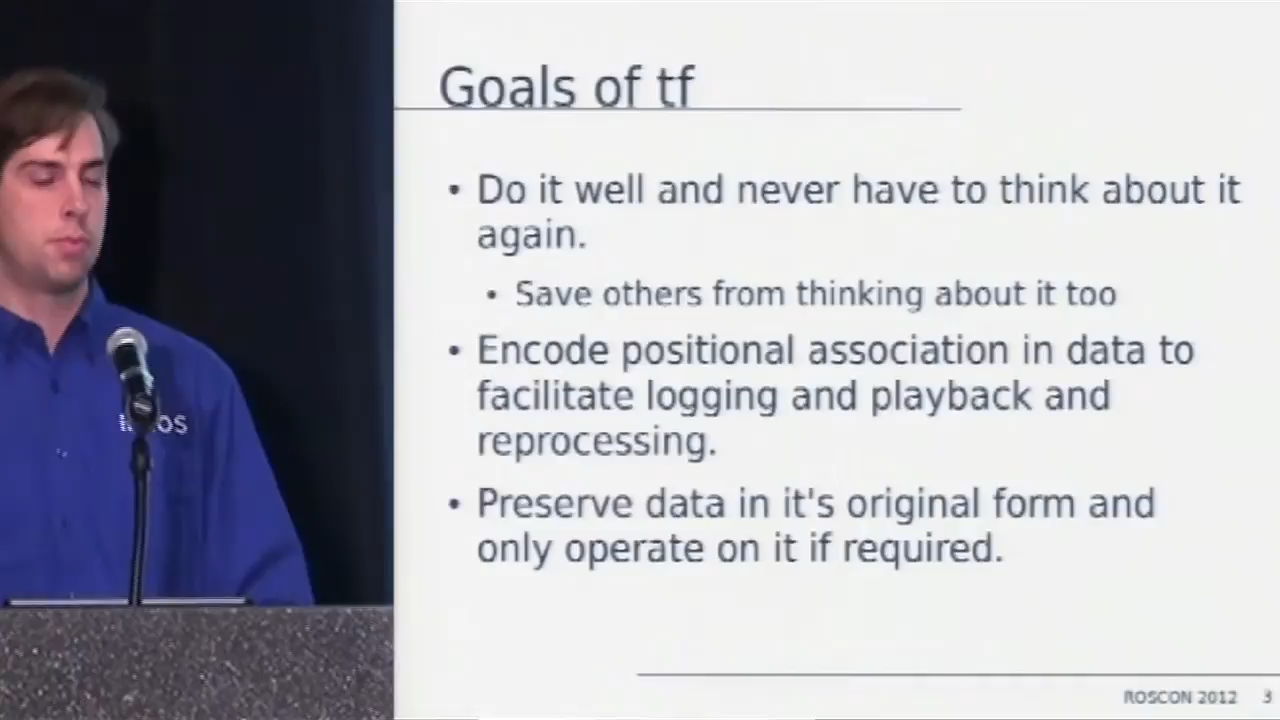 Goals of tf
• Do it well and never have to think about it
again.
• Save others from thinking about it too
• Encode positional association in data to
facilitate logging and playback and
reprocessing.
• Preserve data in it's original form and
only operate on it if required.
ROSCON 2012 3